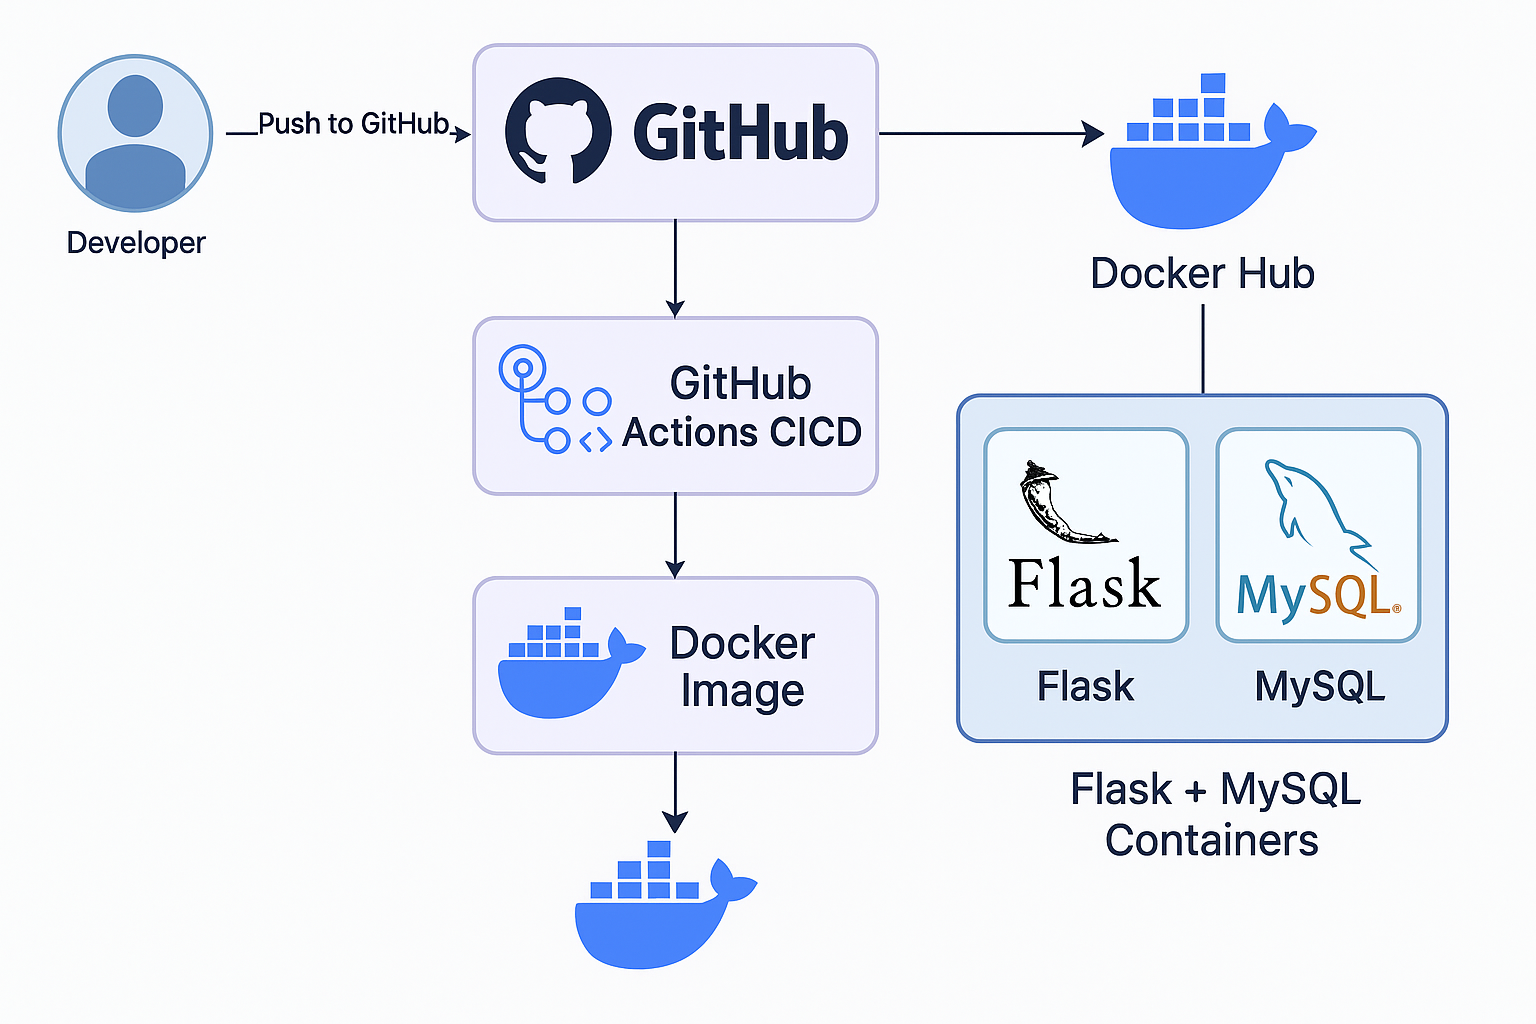 Developer
Push to GitHub
GitHub
Docker Hub
GitHub
Actions CICD
Docker
Image
Flask
MySQL®
Flask
MySQL
Flask + MySQL
Containers